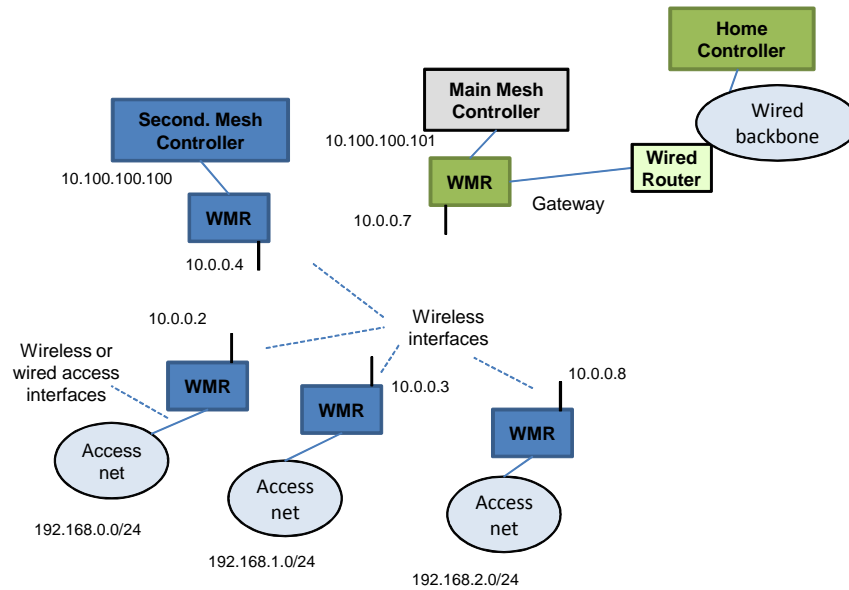 Home
Controller
Main Mesh
Controller
Second. Mesh
Controller
Wired
backbone
10.100.100.101
10.100.100.100
WMR
Wired
Router
WMR
Gateway
10.0.0.7
10.0.0.4
10.0.0.2
Wireless
interfaces
Wireless or
wired access
interfaces
WMR
10.0.0.3
10.0.0.8
WMR
WMR
Access
net
Access
net
Access
net
192.168.0.0/24
192.168.1.0/24
192.168.2.0/24